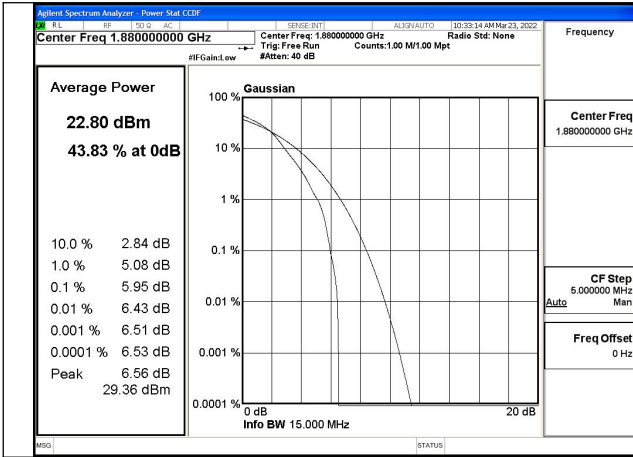 Agilent Spectrum Analyzer - Power Stat CCDF
RL RF 50 Ω AC SENSE:INT ALIGNAUTO 10:33:14 AM Mar 23, 2022
Center Freq 1.880000000 GHz
Center Freq: 1.880000000 GHz Radio Std: None
Trig: Free Run Counts:1.00 M/1.00 Mpt
#IFGain:Low #Atten: 40 dB
Frequency
Center Freq
1.880000000 GHz
CF Step
5.000000 MHz
Auto Man
Freq Offset
0 Hz
Average Power
22.80 dBm
43.83 % at 0dB
10.0 % 2.84 dB
1.0 % 5.08 dB
0.1 % 5.95 dB
0.01 % 6.43 dB
0.001 % 6.51 dB
0.0001 % 6.53 dB
Peak 6.56 dB
29.36 dBm
Gaussian
100 %
10 %
1 %
0.1 %
0.01 %
0.001 %
0.0001 %
0 dB 20 dB
Info BW 15.000 MHz
MSG STATUS